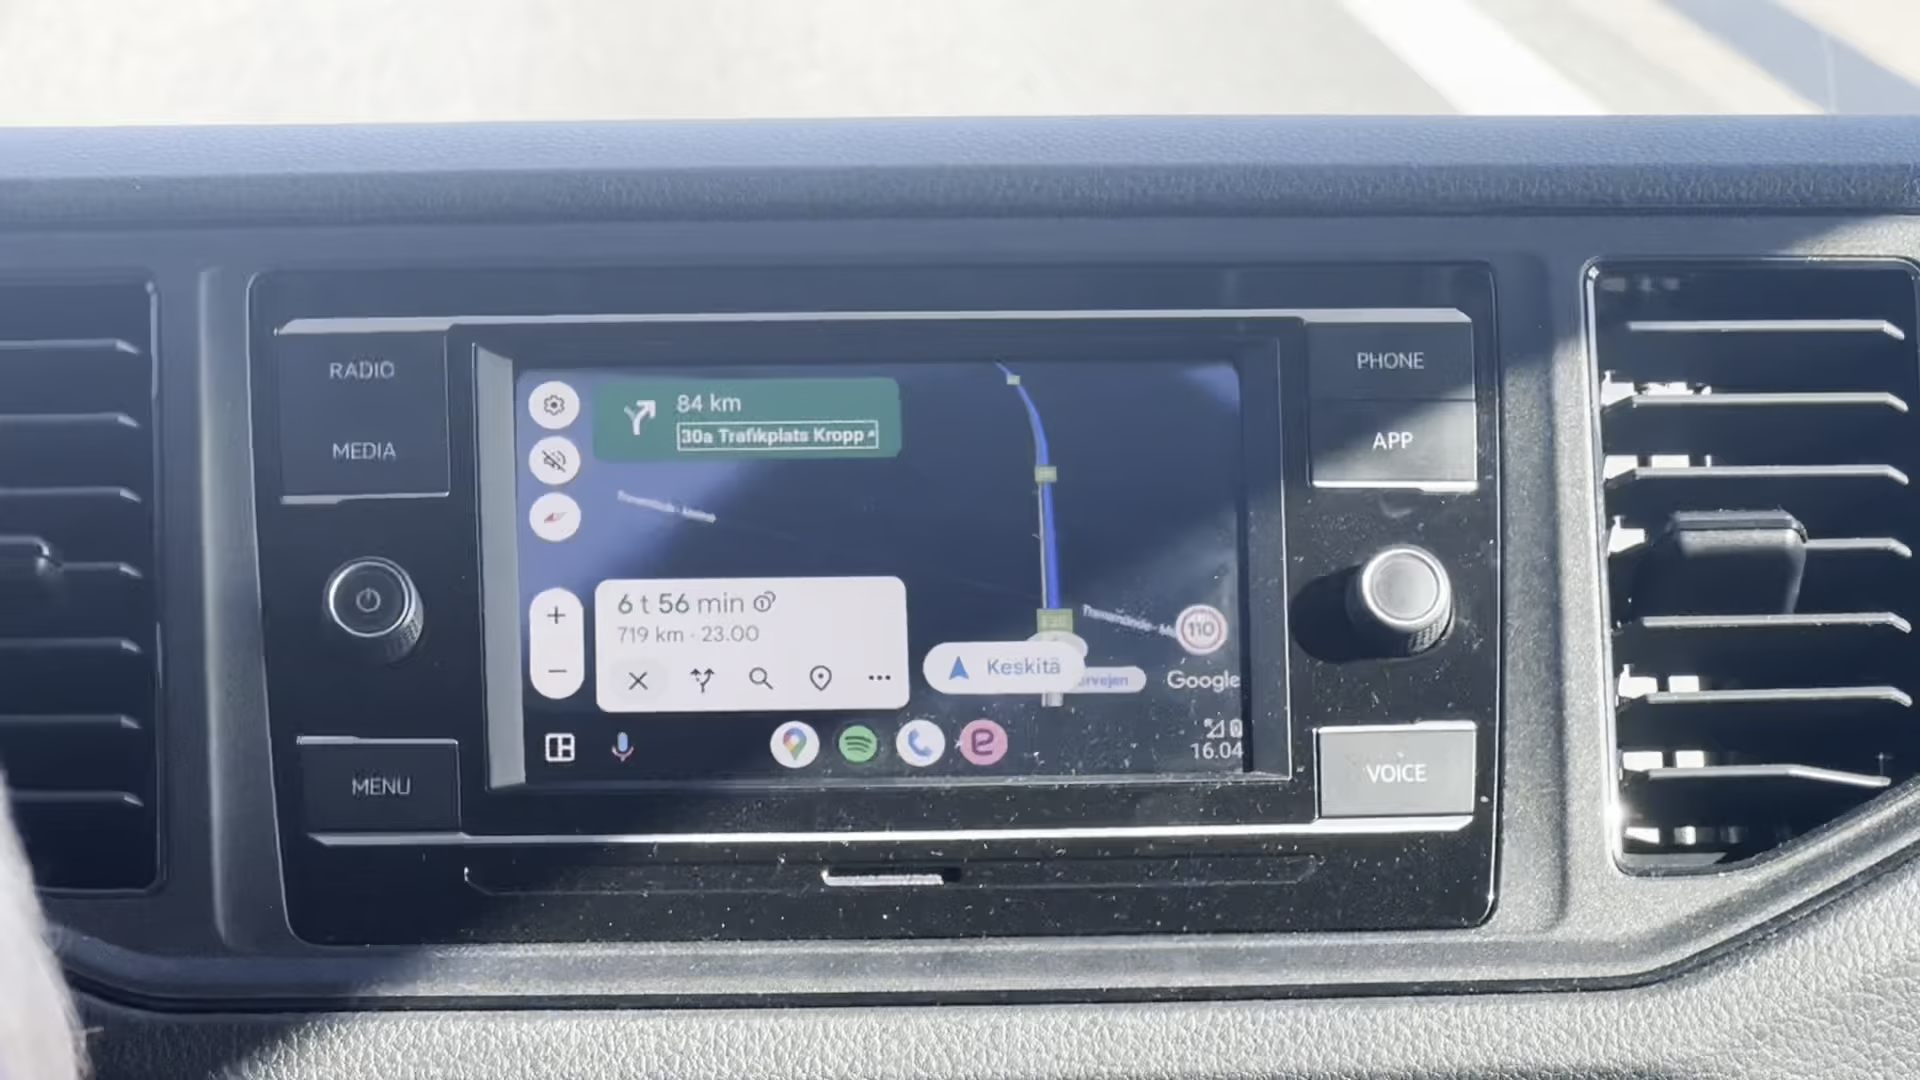 RADIO
MEDIA
MENU
84 km
30a Trafikplats Kropp
6 t 56 min
719 km · 23.00
Keskitä
110
Google
16.04
PHONE
APP
VOICE